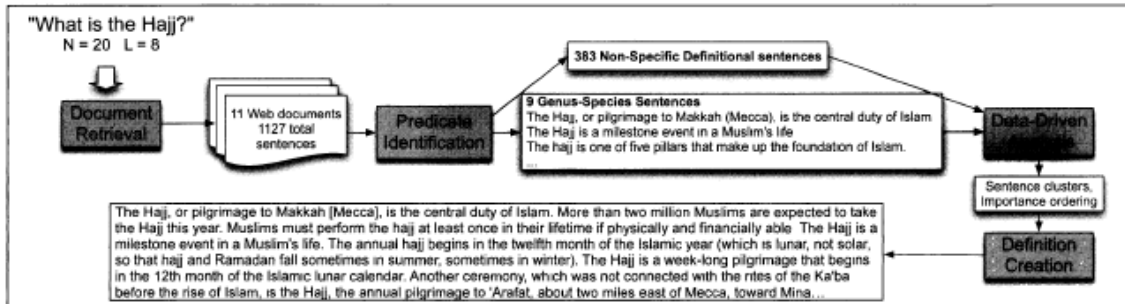 "What is the Hajj?"
N = 20 L = 8
Document
Retrieval
11 Web documents
1127 total
sentences
Predicate
Identification
383 Non-Specific Definitional sentences
9 Genus-Species Sentences
The Hajj, or pilgrimage to Makkah (Mecca), is the central duty of Islam
The Hajj is a milestone event in a Muslim's life
The hajj is one of five pillars that make up the foundation of Islam.
...
Data-Driven
Sentence clusters,
Importance ordering
Definition
Creation
The Hajj, or pilgrimage to Makkah [Mecca], is the central duty of Islam. More than two million Muslims are expected to take
the Hajj this year. Muslims must perform the hajj at least once in their lifetime if physically and financially able The Hajj is a
milestone event in a Muslim's life. The annual hajj begins in the twelfth month of the Islamic year (which is lunar, not solar,
so that hajj and Ramadan fall sometimes in summer, sometimes in winter). The Hajj is a week-long pilgrimage that begins
in the 12th month of the Islamic lunar calendar. Another ceremony, which was not connected with the rites of the Ka'ba
before the rise of Islam, is the Hajj, the annual pilgrimage to 'Arafat, about two miles east of Mecca, toward Mina...